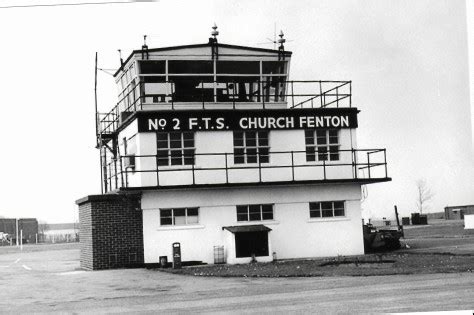 No 2 F.T.S. CHURCH FENTON